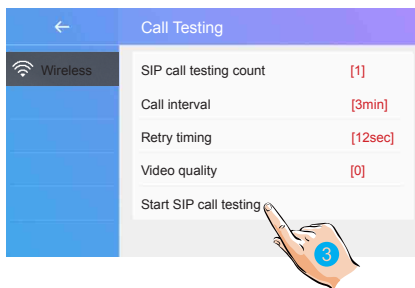 Call Testing
Wireless
SIP call testing count [1]
Call interval [3min]
Retry timing [12sec]
Video quality [0]
Start SIP call testing
3